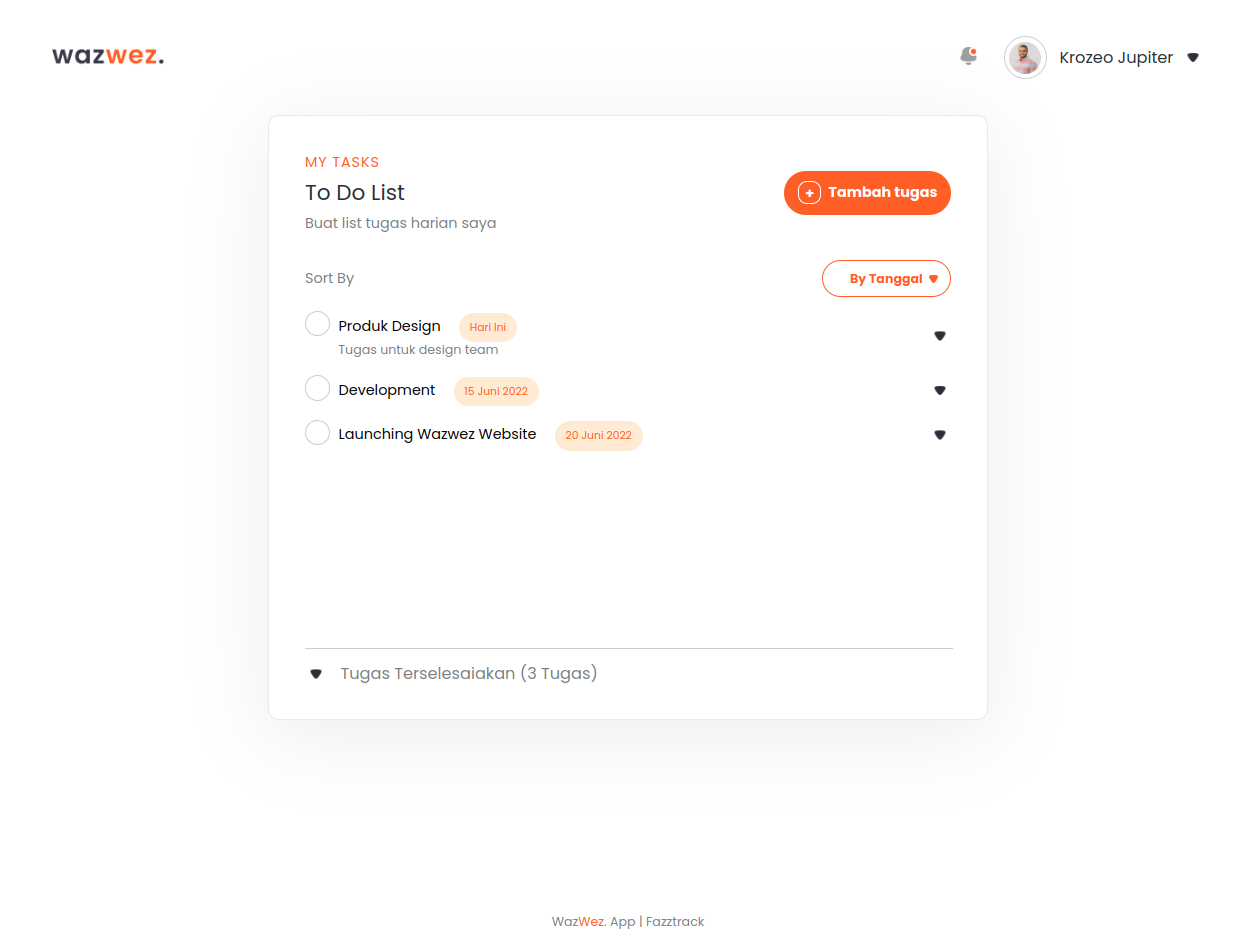 wazwez.
Krozeo Jupiter
MY TASKS
To Do List
Tambah tugas
Buat list tugas harian saya
Sort By
By Tanggal
Produk Design
Hari Ini
Tugas untuk design team
Development
15 Juni 2022
Launching Wazwez Website
20 Juni 2022
Tugas Terselesaiakan (3 Tugas)
WazWez. App | Fazztrack